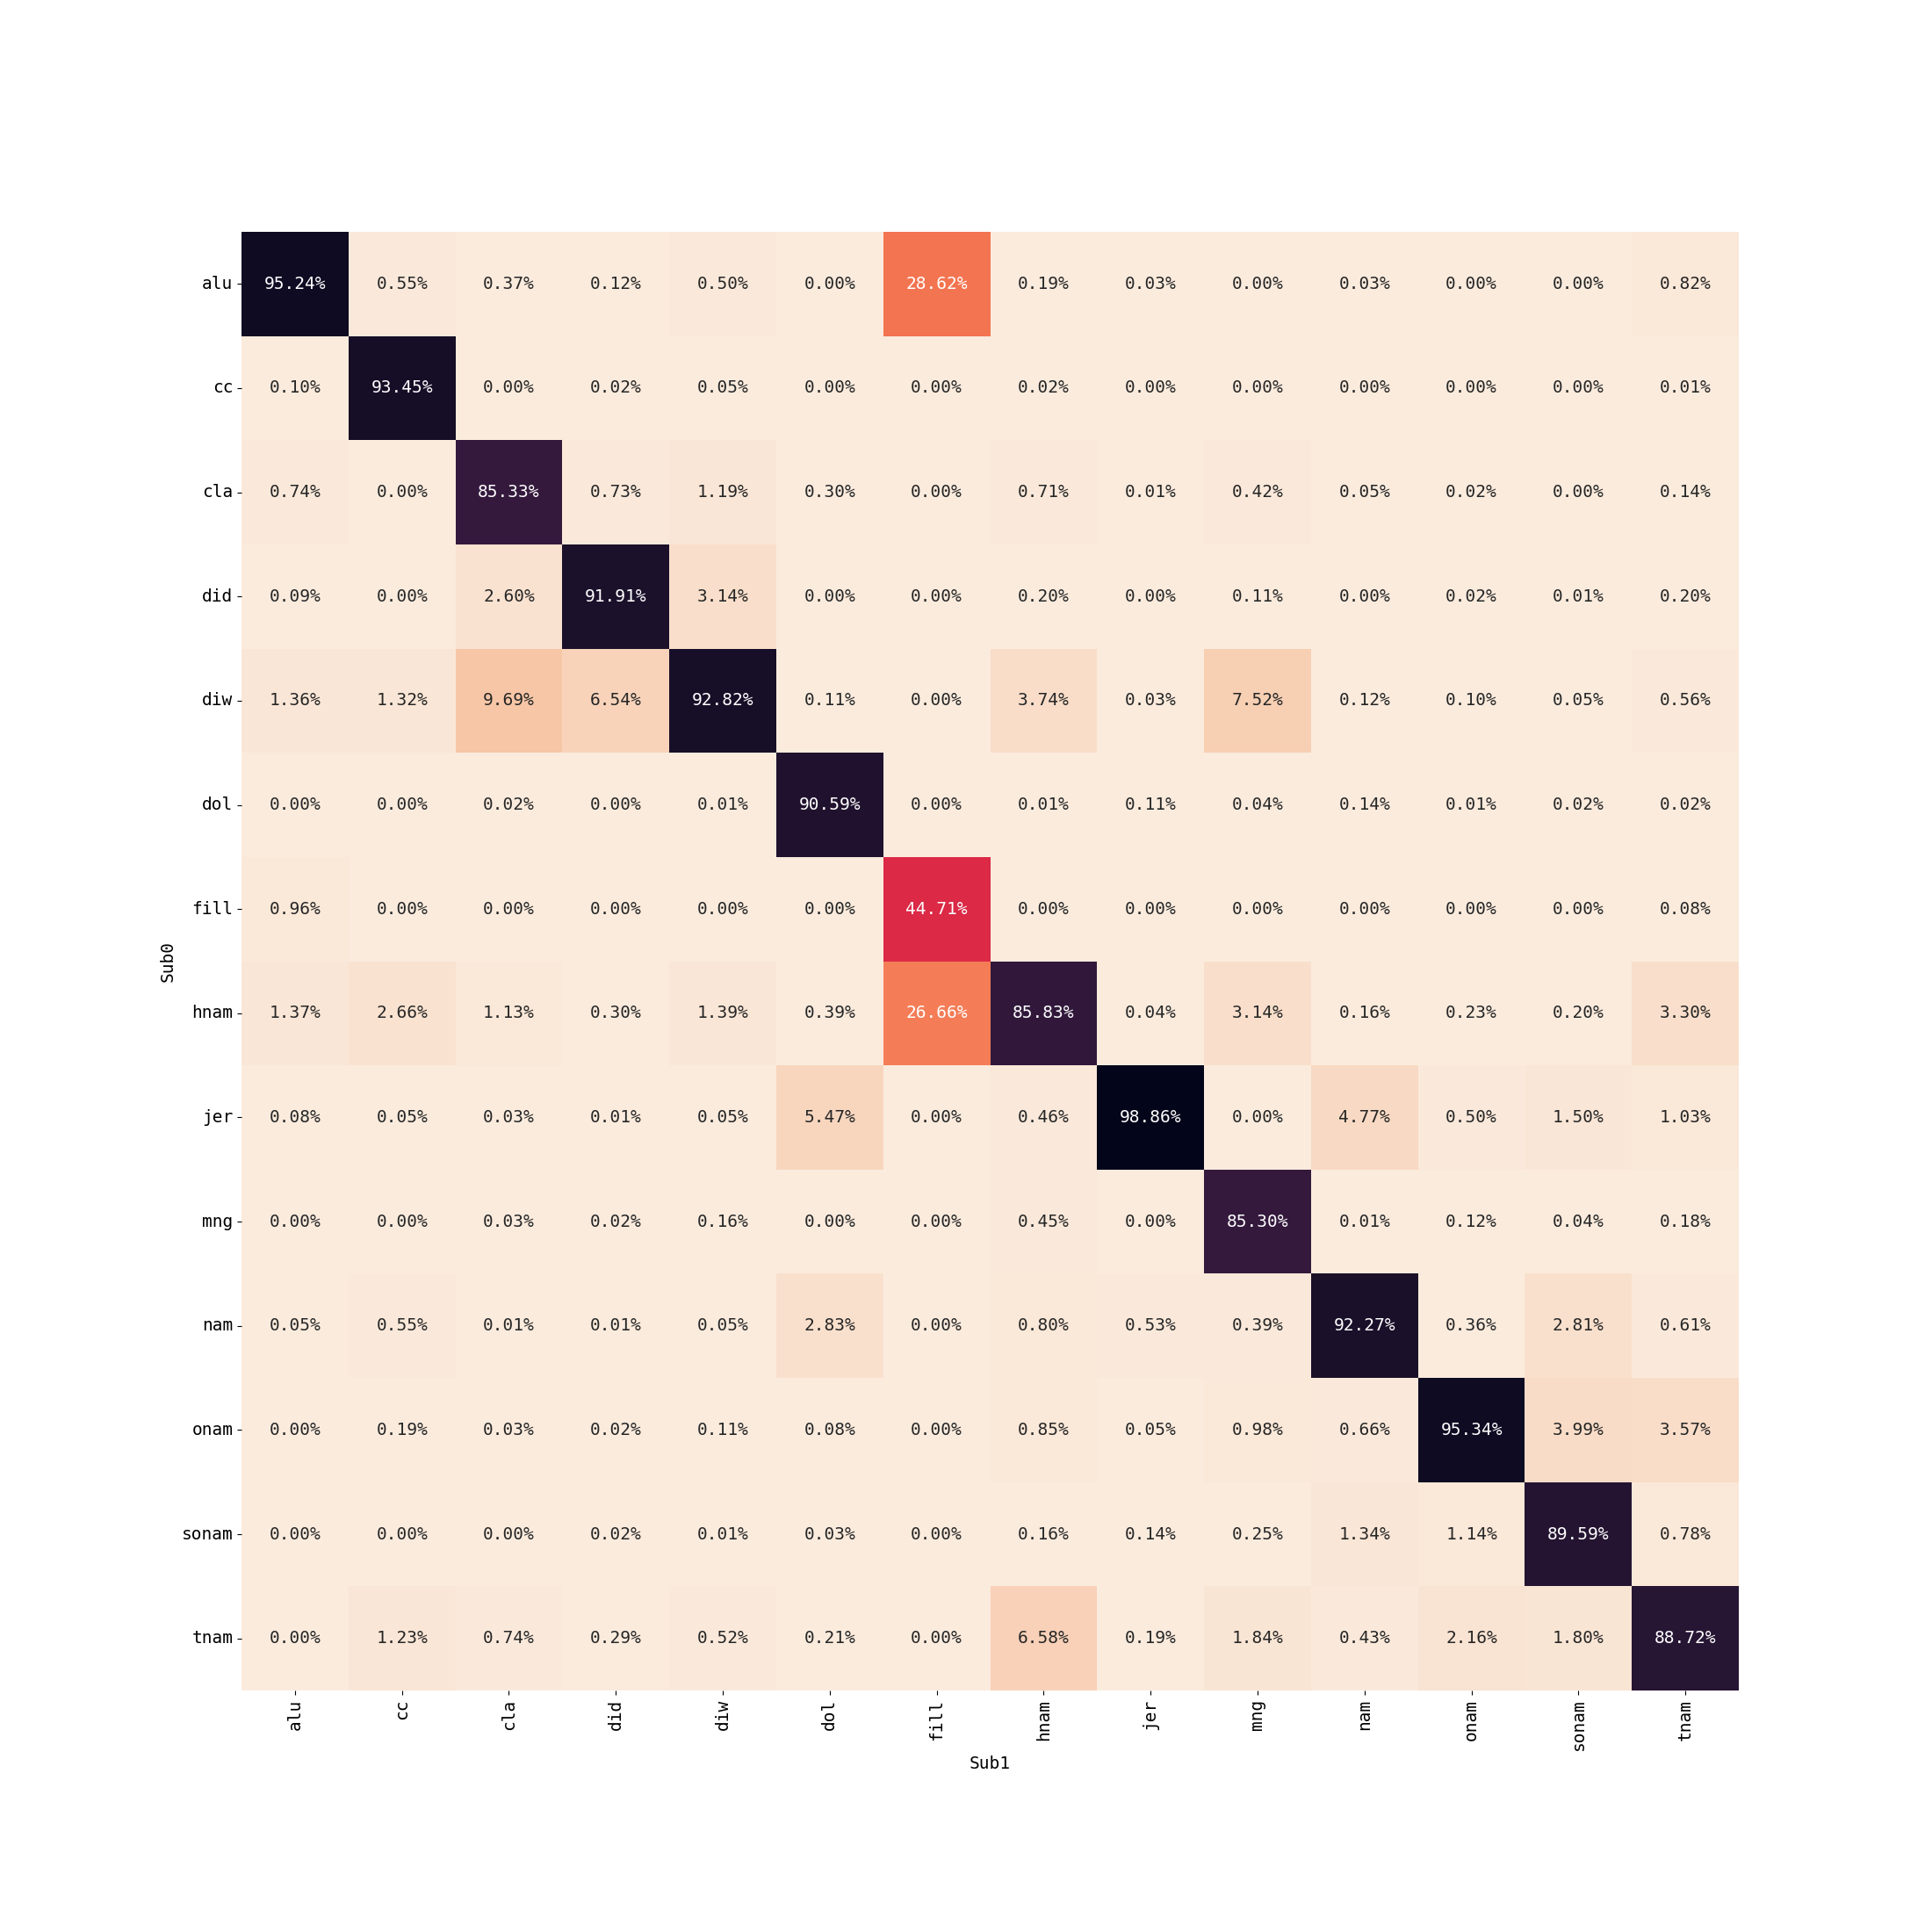 alu 95.24% 0.55% 0.37% 0.12% 0.50% 0.00% 28.62% 0.19% 0.03% 0.00% 0.03% 0.00% 0.00% 0.82%
cc 0.10% 93.45% 0.00% 0.02% 0.05% 0.00% 0.00% 0.02% 0.00% 0.00% 0.00% 0.00% 0.00% 0.01%
cla 0.74% 0.00% 85.33% 0.73% 1.19% 0.30% 0.00% 0.71% 0.01% 0.42% 0.05% 0.02% 0.00% 0.14%
did 0.09% 0.00% 2.60% 91.91% 3.14% 0.00% 0.00% 0.20% 0.00% 0.11% 0.00% 0.02% 0.01% 0.20%
diw 1.36% 1.32% 9.69% 6.54% 92.82% 0.11% 0.00% 3.74% 0.03% 7.52% 0.12% 0.10% 0.05% 0.56%
dol 0.00% 0.00% 0.02% 0.00% 0.01% 90.59% 0.00% 0.01% 0.11% 0.04% 0.14% 0.01% 0.02% 0.02%
fill 0.96% 0.00% 0.00% 0.00% 0.00% 0.00% 44.71% 0.00% 0.00% 0.00% 0.00% 0.00% 0.00% 0.08%
Sub0
hnam 1.37% 2.66% 1.13% 0.30% 1.39% 0.39% 26.66% 85.83% 0.04% 3.14% 0.16% 0.23% 0.20% 3.30%
jer 0.08% 0.05% 0.03% 0.01% 0.05% 5.47% 0.00% 0.46% 98.86% 0.00% 4.77% 0.50% 1.50% 1.03%
mng 0.00% 0.00% 0.03% 0.02% 0.16% 0.00% 0.00% 0.45% 0.00% 85.30% 0.01% 0.12% 0.04% 0.18%
nam 0.05% 0.55% 0.01% 0.01% 0.05% 2.83% 0.00% 0.80% 0.53% 0.39% 92.27% 0.36% 2.81% 0.61%
onam 0.00% 0.19% 0.03% 0.02% 0.11% 0.08% 0.00% 0.85% 0.05% 0.98% 0.66% 95.34% 3.99% 3.57%
sonam 0.00% 0.00% 0.00% 0.02% 0.01% 0.03% 0.00% 0.16% 0.14% 0.25% 1.34% 1.14% 89.59% 0.78%
tnam 0.00% 1.23% 0.74% 0.29% 0.52% 0.21% 0.00% 6.58% 0.19% 1.84% 0.43% 2.16% 1.80% 88.72%
alu cc cla did diw dol fill hnam jer mng nam onam sonam tnam
Sub1